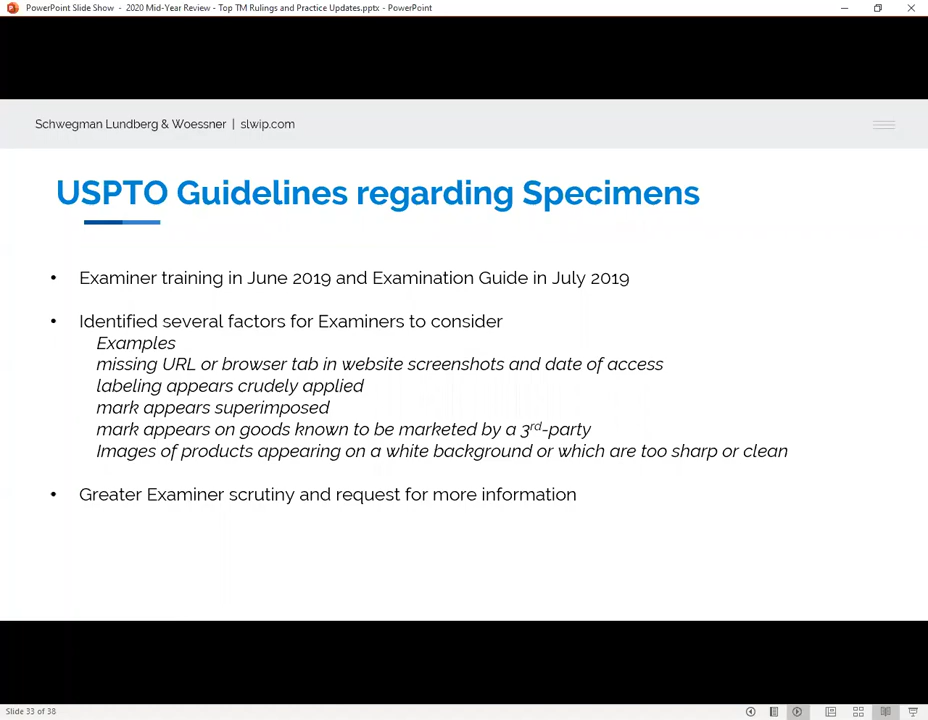 PowerPoint Slide Show - 2020 Mid-Year Review - Top TM Rulings and Practice Updates.pptx - PowerPoint
Schwegman Lundberg & Woessner | slwip.com
USPTO Guidelines regarding Specimens
• Examiner training in June 2019 and Examination Guide in July 2019
• Identified several factors for Examiners to consider
Examples
missing URL or browser tab in website screenshots and date of access
labeling appears crudely applied
mark appears superimposed
mark appears on goods known to be marketed by a 3rd-party
Images of products appearing on a white background or which are too sharp or clean
• Greater Examiner scrutiny and request for more information
Slide 33 of 38